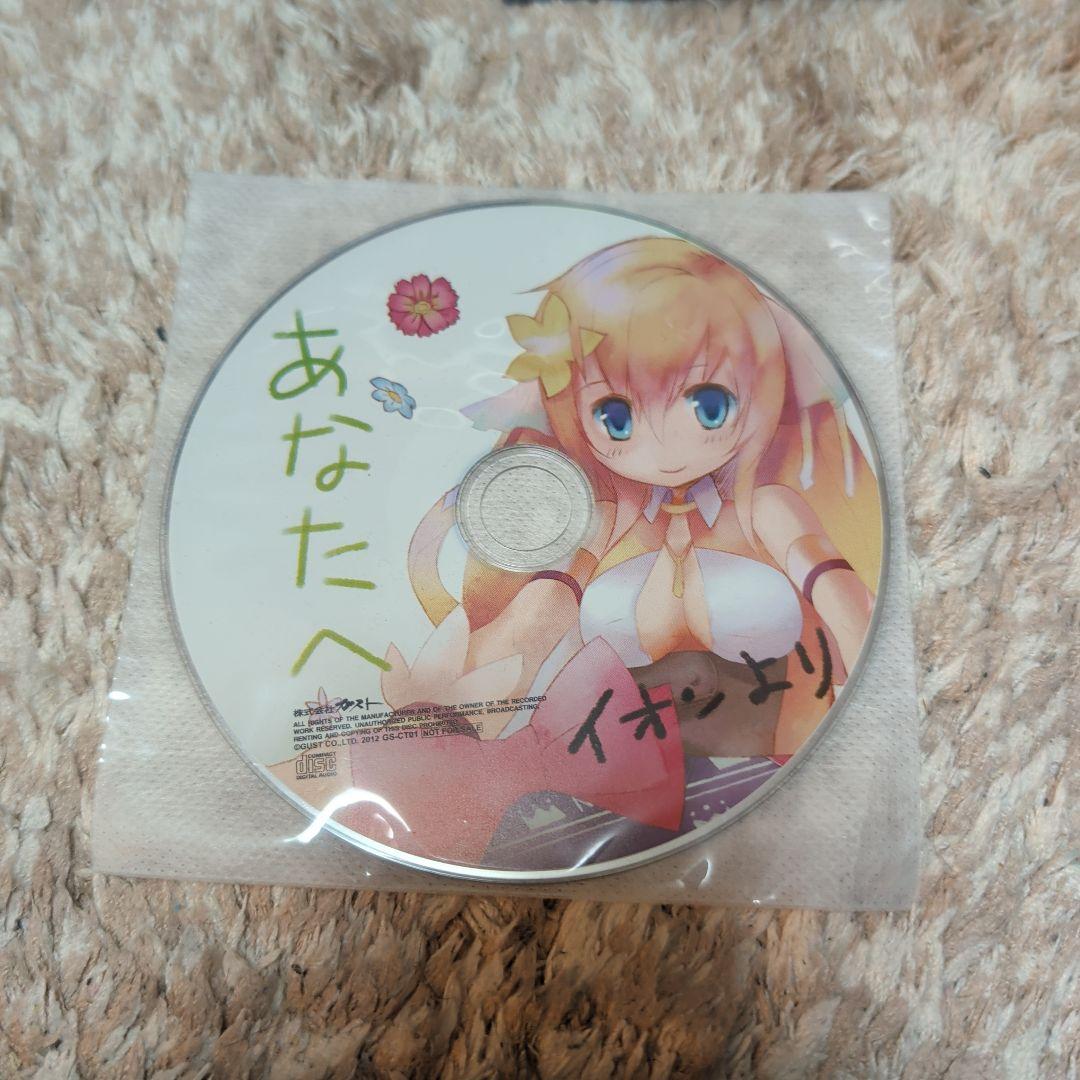 あなたへ
イオンより
株式会社ガスト
ALL RIGHTS OF THE MANUFACTURER AND OF THE OWNER OF THE RECORDED
WORK RESERVED. UNAUTHORIZED PUBLIC PERFORMANCE, BROADCASTING,
RENTING AND COPYING OF THIS DISC PROHIBITED.
©GUST CO.,LTD. 2012 GS-CT01 NOT FOR SALE
COMPACT
disc
DIGITAL AUDIO